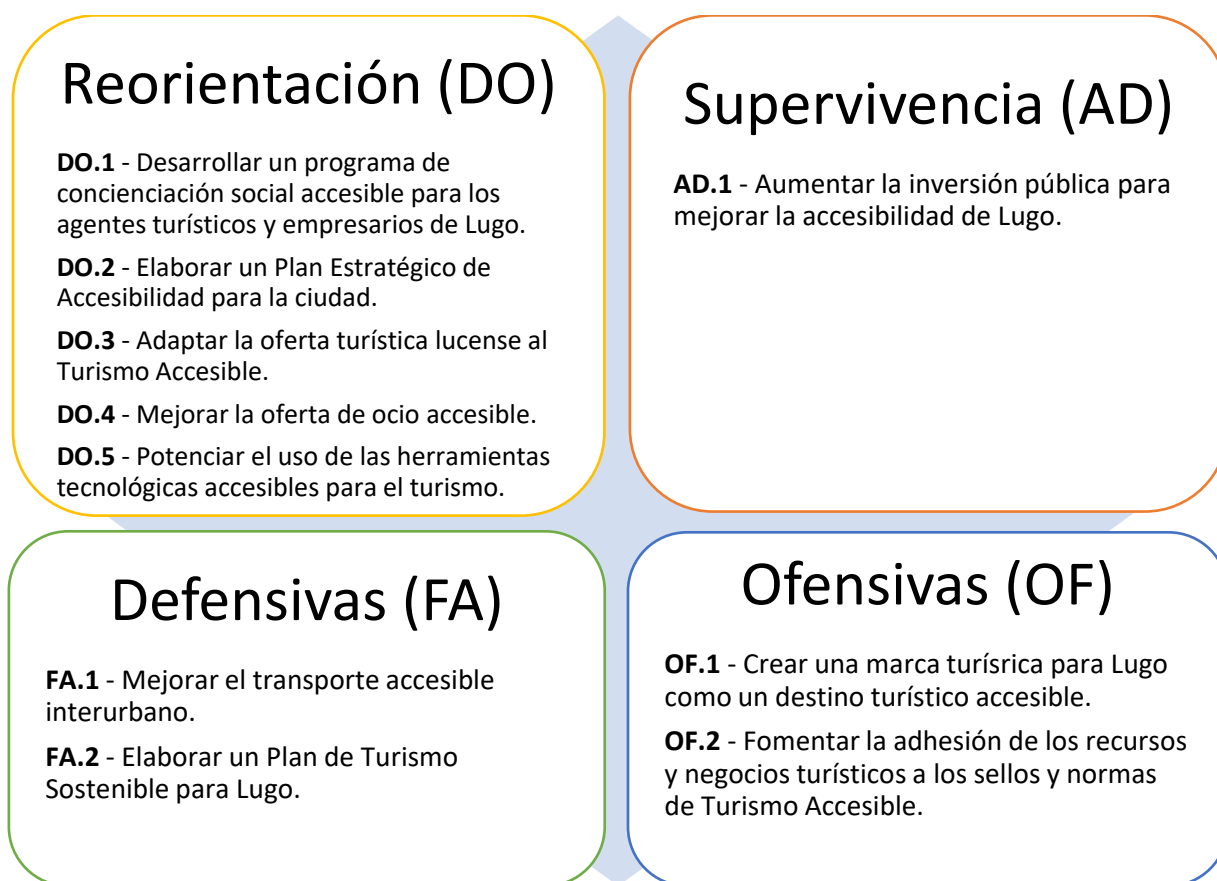 Reorientación (DO)
DO.1 - Desarrollar un programa de
concienciación social accesible para los
agentes turísticos y empresarios de Lugo.
DO.2 - Elaborar un Plan Estratégico de
Accesibilidad para la ciudad.
DO.3 - Adaptar la oferta turística lucense al
Turismo Accesible.
DO.4 - Mejorar la oferta de ocio accesible.
DO.5 - Potenciar el uso de las herramientas
tecnológicas accesibles para el turismo.
Supervivencia (AD)
AD.1 - Aumentar la inversión pública para
mejorar la accesibilidad de Lugo.
Defensivas (FA)
FA.1 - Mejorar el transporte accesible
interurbano.
FA.2 - Elaborar un Plan de Turismo
Sostenible para Lugo.
Ofensivas (OF)
OF.1 - Crear una marca turísrica para Lugo
como un destino turístico accesible.
OF.2 - Fomentar la adhesión de los recursos
y negocios turísticos a los sellos y normas
de Turismo Accesible.